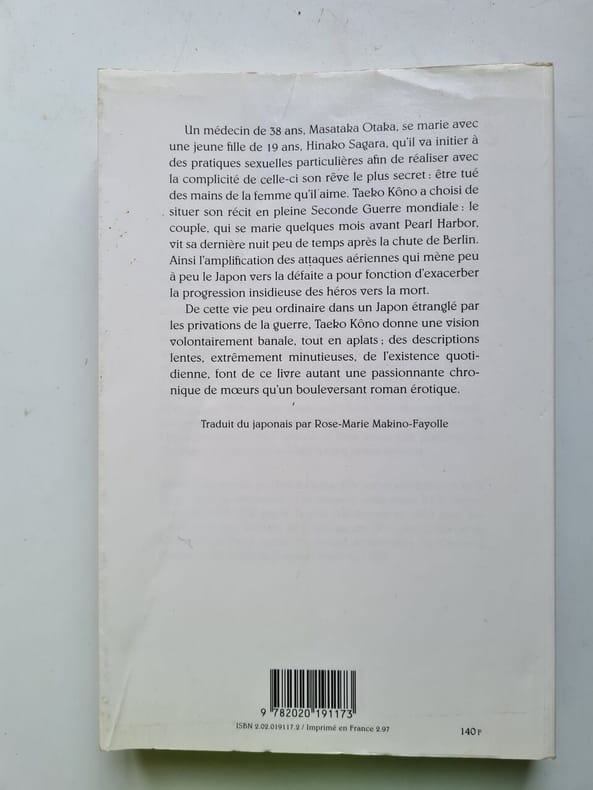 Un médecin de 38 ans, Masataka Otaka, se marie avec
une jeune fille de 19 ans, Hinako Sagara, qu'il va initier à
des pratiques sexuelles particulières afin de réaliser avec
la complicité de celle-ci son rêve le plus secret : être tué
des mains de la femme qu'il aime. Taeko Kôno a choisi de
situer son récit en pleine Seconde Guerre mondiale : le
couple, qui se marie quelques mois avant Pearl Harbor,
vit sa dernière nuit peu de temps après la chute de Berlin.
Ainsi l'amplification des attaques aériennes qui mène peu
à peu le Japon vers la défaite a pour fonction d'exacerber
la progression insidieuse des héros vers la mort.
De cette vie peu ordinaire dans un Japon étranglé par
les privations de la guerre, Taeko Kôno donne une vision
volontairement banale, tout en aplats ; des descriptions
lentes, extrêmement minutieuses, de l'existence quoti-
dienne, font de ce livre autant une passionnante chro-
nique de mœurs qu'un bouleversant roman érotique.
Traduit du japonais par Rose-Marie Makino-Fayolle
9 782020 191173
ISBN 2.02.019117.2 / Imprimé en France 2.97
140 F